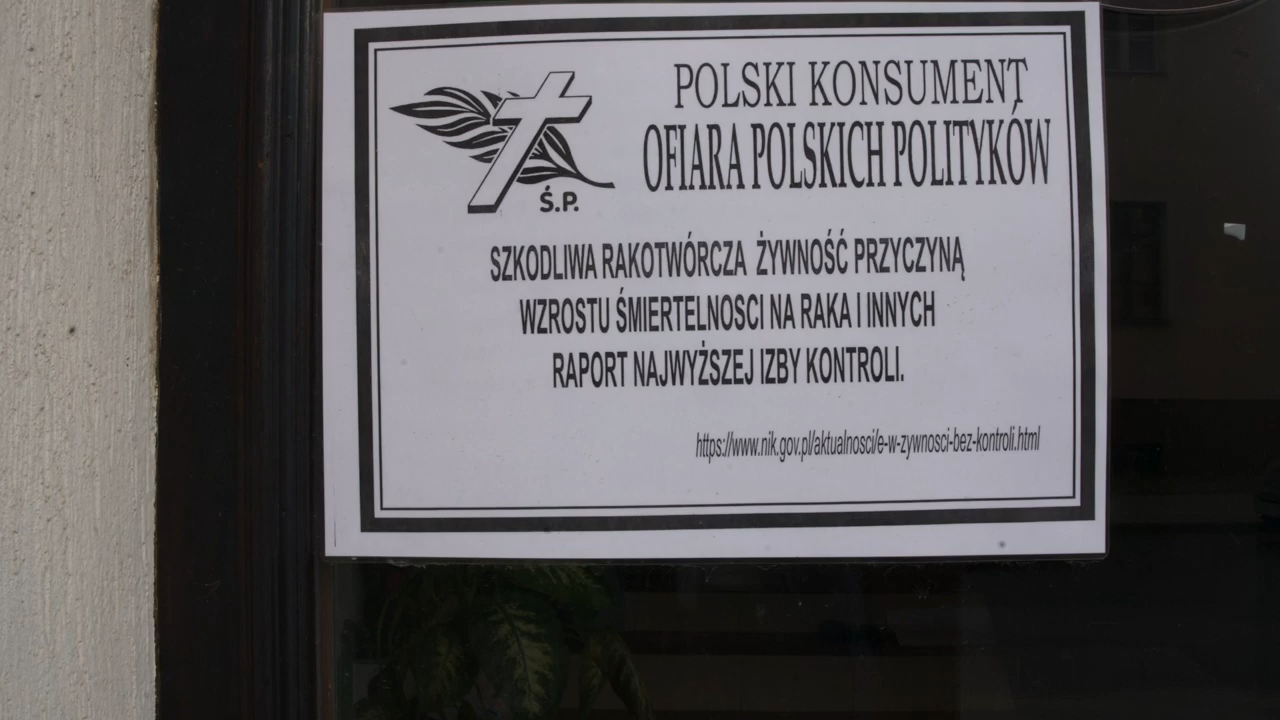 POLSKI KONSUMENT
OFIARA POLSKICH POLITYKÓW
Ś.P.
SZKODLIWA RAKOTWÓRCZA ŻYWNOŚĆ PRZYCZYNĄ
WZROSTU ŚMIERTELNOSCI NA RAKA I INNYCH
RAPORT NAJWYŻSZEJ IZBY KONTROLI.
https://www.nik.gov.pl/aktualnosci/e-w-zywnosci-bez-kontroli.html